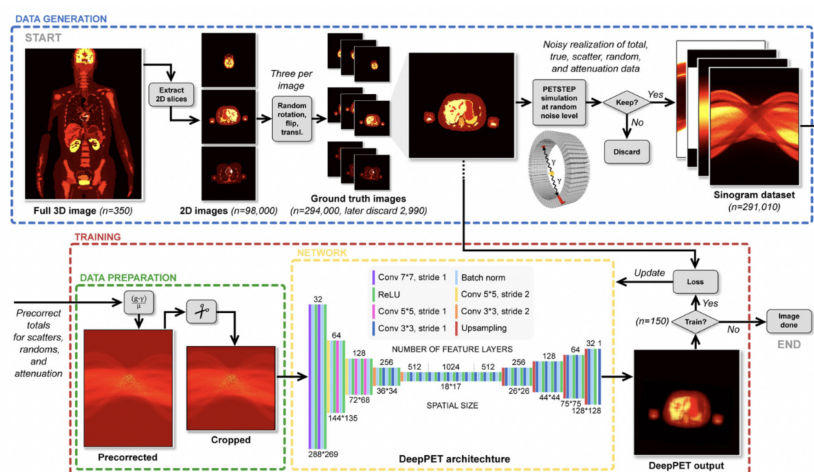 DATA GENERATION
START
Extract
2D slices
Three per
image
Random
rotation,
flip,
transl.
Noisy realization of total,
true, scatter, random,
and attenuation data
PETSTEP
simulation
at random
noise level
Keep?
Yes
No
Discard
γ
γ
Full 3D image (n=350)
2D images (n=98,000)
Ground truth images
(n=294,000, later discard 2,990)
Sinogram dataset
(n=291,010)
TRAINING
DATA PREPARATION
Precorrect
totals
for scatters,
randoms,
and
attenuation
(g-γ)
μ
Precorrected
Cropped
NETWORK
Conv 7*7, stride 1
ReLU
Conv 5*5, stride 1
Conv 3*3, stride 1
Batch norm
Conv 5*5, stride 2
Conv 3*3, stride 2
Upsampling
NUMBER OF FEATURE LAYERS
32
64
128
256
512
1024
512
256
128
64
32 1
288*269
144*135
72*68
36*34
18*17
26*26
44*44
75*75
128*128
SPATIAL SIZE
DeepPET architechture
Update
Loss
Yes
(n=150)
Train?
No
Image
done
END
DeepPET output